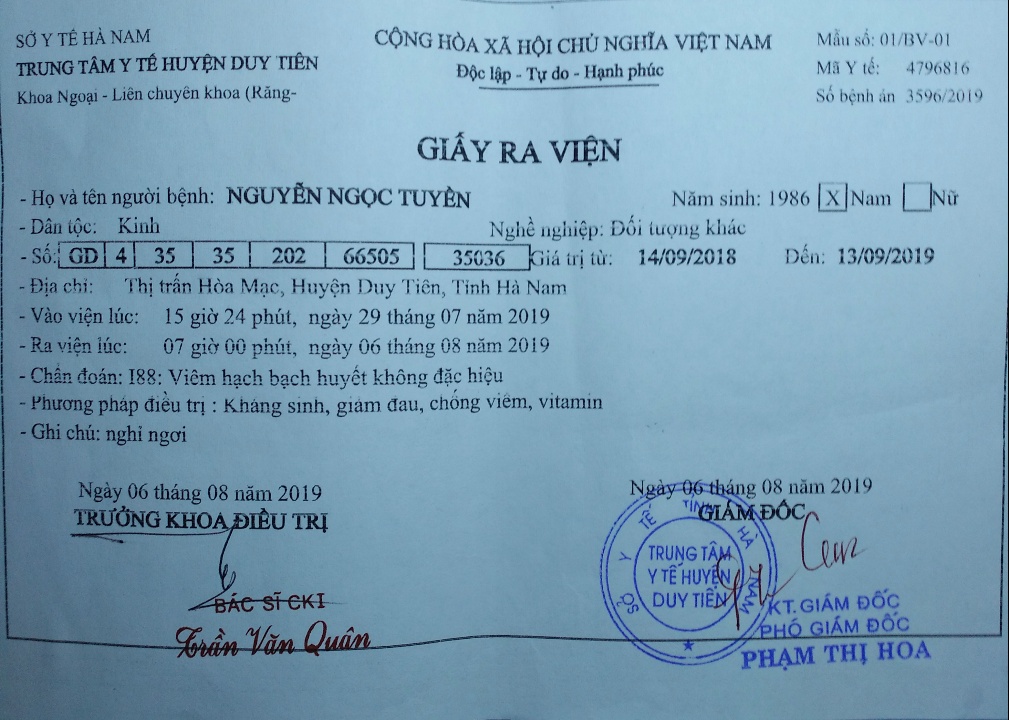 SỞ Y TẾ HÀ NAM
TRUNG TÂM Y TẾ HUYỆN DUY TIÊN
Khoa Ngoại - Liên chuyên khoa (Răng-
CỘNG HÒA XÃ HỘI CHỦ NGHĨA VIỆT NAM
Độc lập - Tự do - Hạnh phúc
Mẫu số: 01/BV-01
Mã Y tế: 4796816
Số bệnh án 3596/2019
GIẤY RA VIỆN
- Họ và tên người bệnh: NGUYỄN NGỌC TUYỀN Năm sinh: 1986 X Nam Nữ
- Dân tộc: Kinh Nghề nghiệp: Đối tượng khác
- Số: GD 4 35 35 202 66505 35036 Giá trị từ: 14/09/2018 Đến: 13/09/2019
- Địa chỉ: Thị trấn Hòa Mạc, Huyện Duy Tiên, Tỉnh Hà Nam
- Vào viện lúc: 15 giờ 24 phút, ngày 29 tháng 07 năm 2019
- Ra viện lúc: 07 giờ 00 phút, ngày 06 tháng 08 năm 2019
- Chẩn đoán: I88: Viêm hạch bạch huyết không đặc hiệu
- Phương pháp điều trị : Kháng sinh, giảm đau, chống viêm, vitamin
- Ghi chú: nghỉ ngơi
Ngày 06 tháng 08 năm 2019
TRƯỞNG KHOA ĐIỀU TRỊ
BÁC SĨ CKI
Trần Văn Quân
Ngày 06 tháng 08 năm 2019
GIÁM ĐỐC
SỞ Y TẾ TỈNH HÀ NAM
TRUNG TÂM
Y TẾ HUYỆN
DUY TIÊN
KT. GIÁM ĐỐC
PHÓ GIÁM ĐỐC
PHẠM THỊ HOA